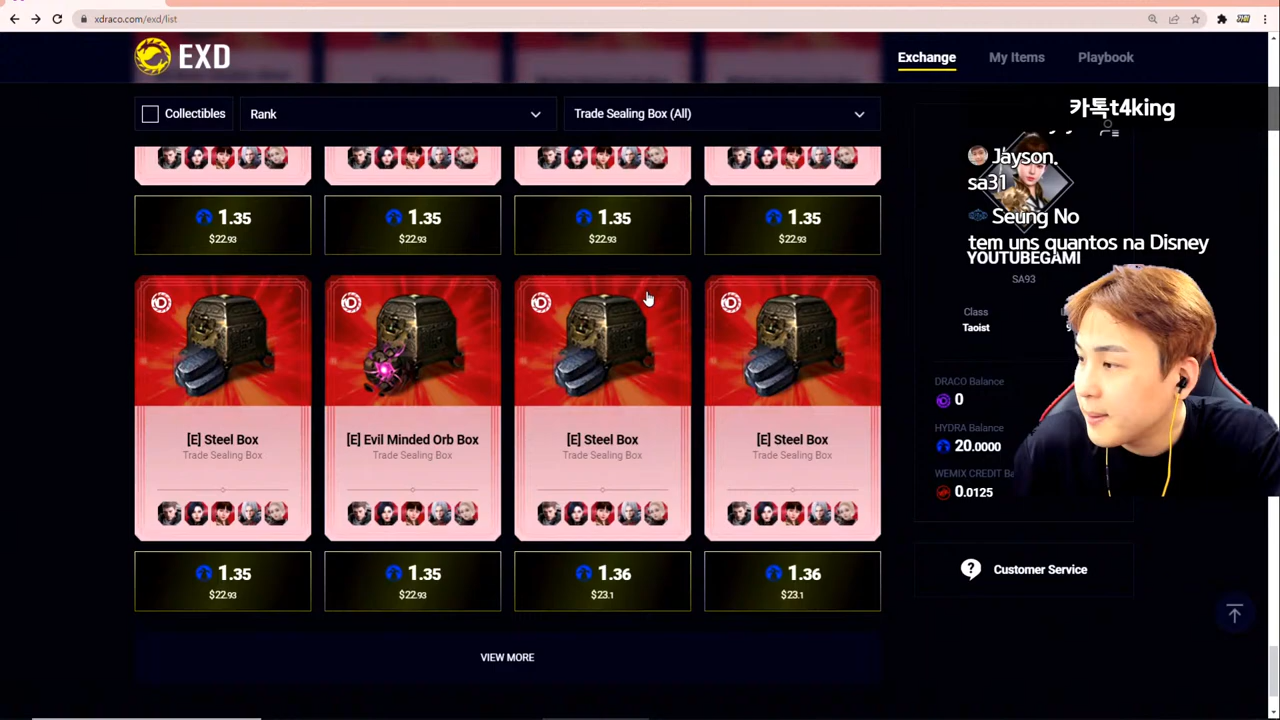 xdraco.com/exd/list
EXD
Exchange
My Items
Playbook
Collectibles
Rank
Trade Sealing Box (All)
카톡t4king
Jayson.
sa31
Seung No
tem uns quantos na Disney
YOUTUBEGAMI
SA93
Class
Taoist
1.35
$22.93
1.35
$22.93
1.35
$22.93
1.35
$22.93
[E] Steel Box
Trade Sealing Box
[E] Evil Minded Orb Box
Trade Sealing Box
[E] Steel Box
Trade Sealing Box
[E] Steel Box
Trade Sealing Box
1.35
$22.93
1.35
$22.93
1.36
$23.1
1.36
$23.1
DRACO Balance
0
HYDRA Balance
20.0000
WEMIX CREDIT
0.0125
Customer Service
VIEW MORE